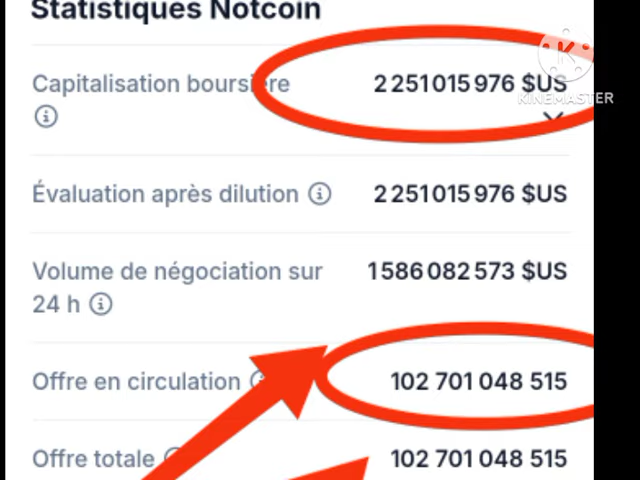 Statistiques Notcoin
Capitalisation boursière 2 251 015 976 $US
KINEMASTER
Évaluation après dilution 2 251 015 976 $US
Volume de négociation sur 1 586 082 573 $US
24 h
Offre en circulation 102 701 048 515
Offre totale 102 701 048 515